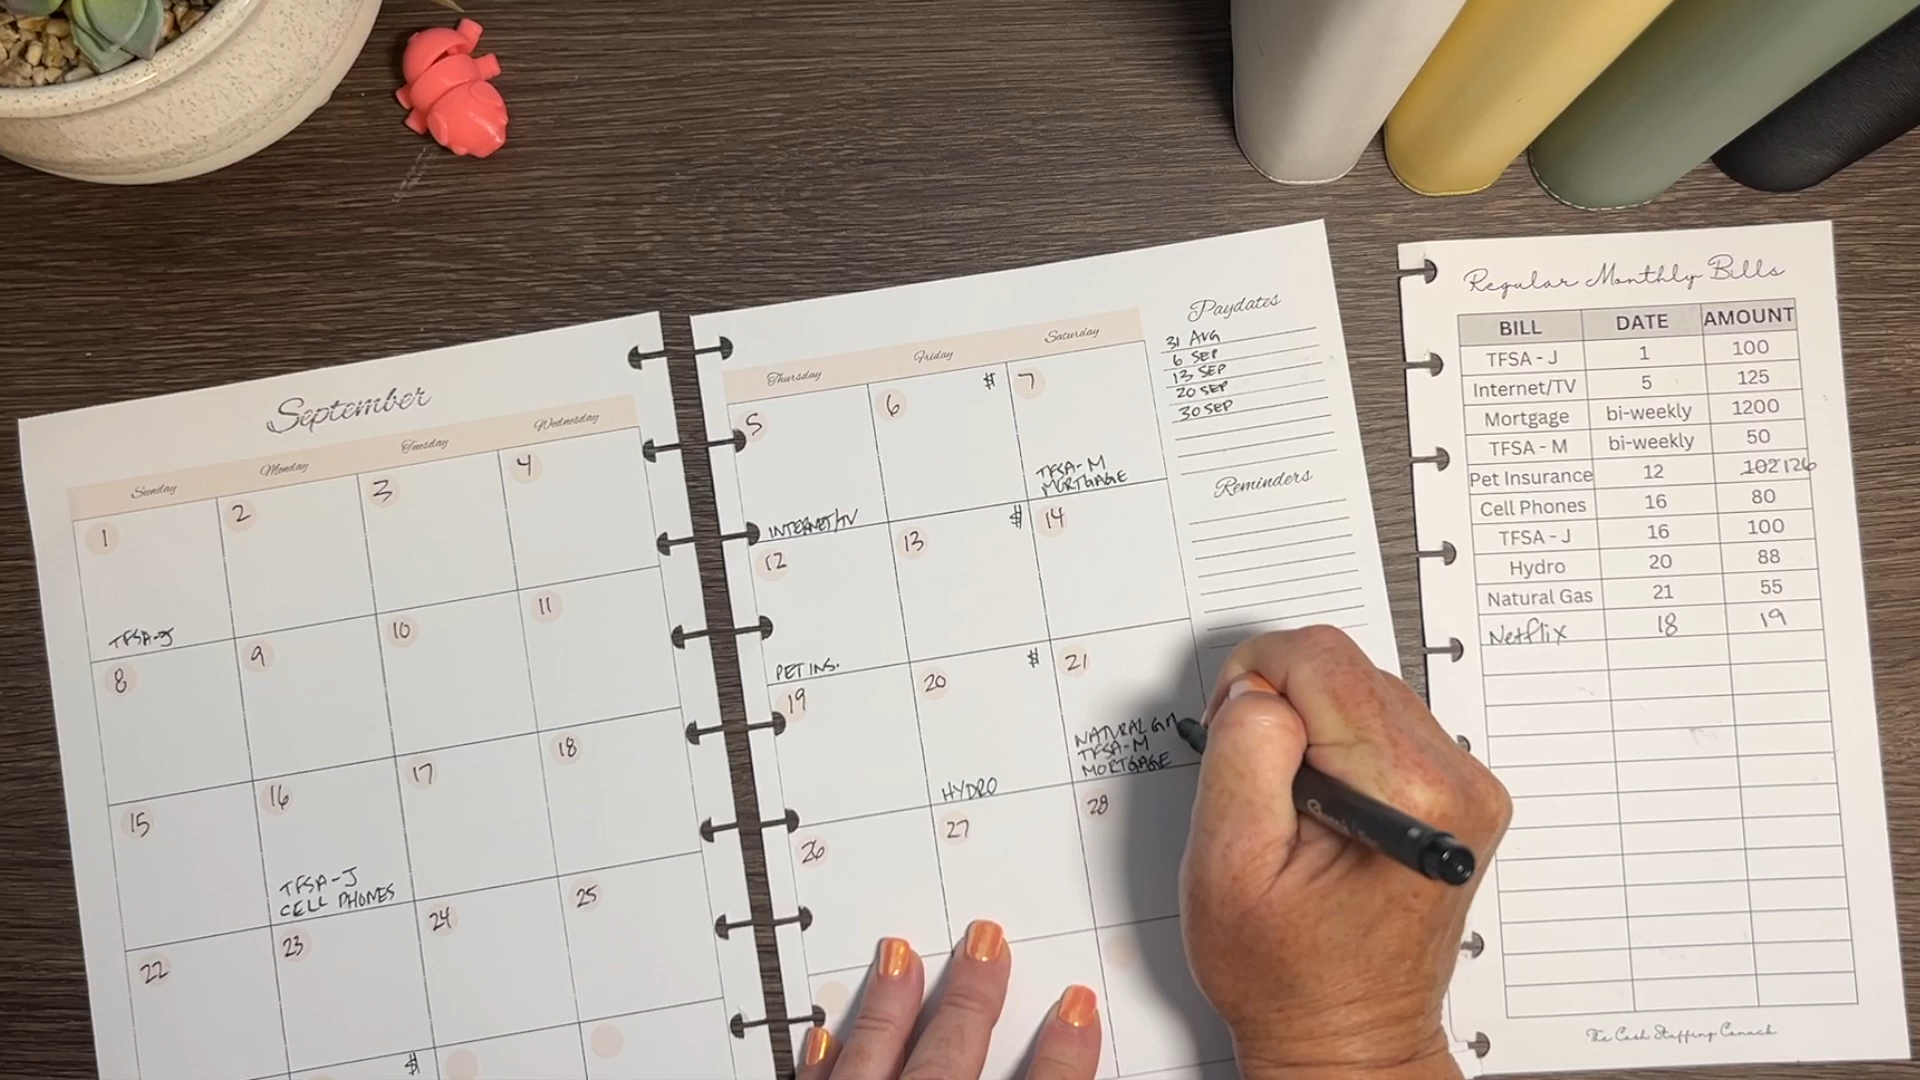 September
Sunday Monday Tuesday Wednesday
1 2 3 4
TFSA-J
8 9 10 11
15 16 17 18
TFSA-J
CELL PHONES
22 23 24 25
$
Thursday Friday Saturday
5 6 $ 7
INTERNET/TV
TFSA-M
MORTGAGE
12 13 $ 14
PET INS.
19 20 $ 21
HYDRO
NATURAL
TFSA-M
MORTGAGE
26 27 28
Paydates
31 AUG
6 SEP
13 SEP
20 SEP
30 SEP
Reminders
Regular Monthly Bills
BILL DATE AMOUNT
TFSA - J 1 100
Internet/TV 5 125
Mortgage bi-weekly 1200
TFSA - M bi-weekly 50
Pet Insurance 12 102 126
Cell Phones 16 80
TFSA - J 16 100
Hydro 20 88
Natural Gas 21 55
Netflix 18 19
The Cash Stuffing Canuck